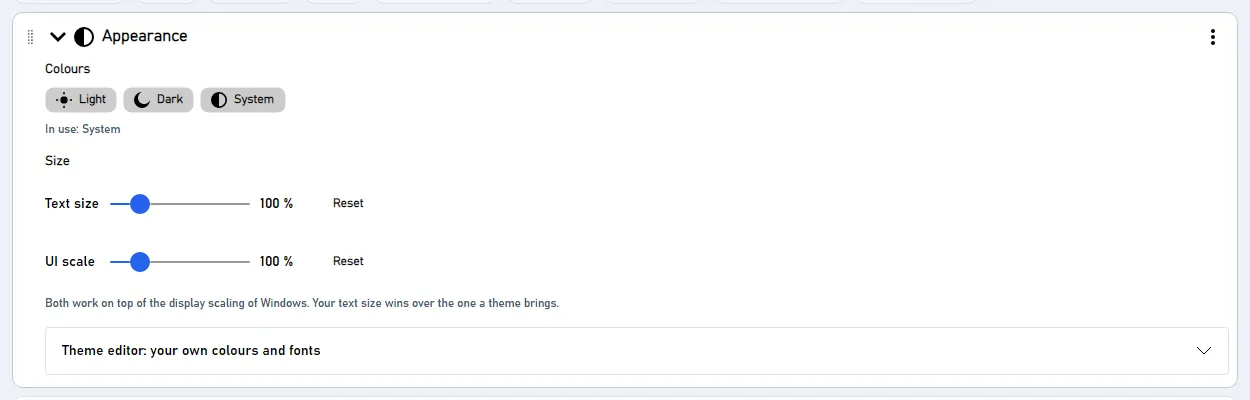 Appearance
Colours
Light Dark System
In use: System
Size
Text size 100 % Reset
UI scale 100 % Reset
Both work on top of the display scaling of Windows. Your text size wins over the one a theme brings.
Theme editor: your own colours and fonts